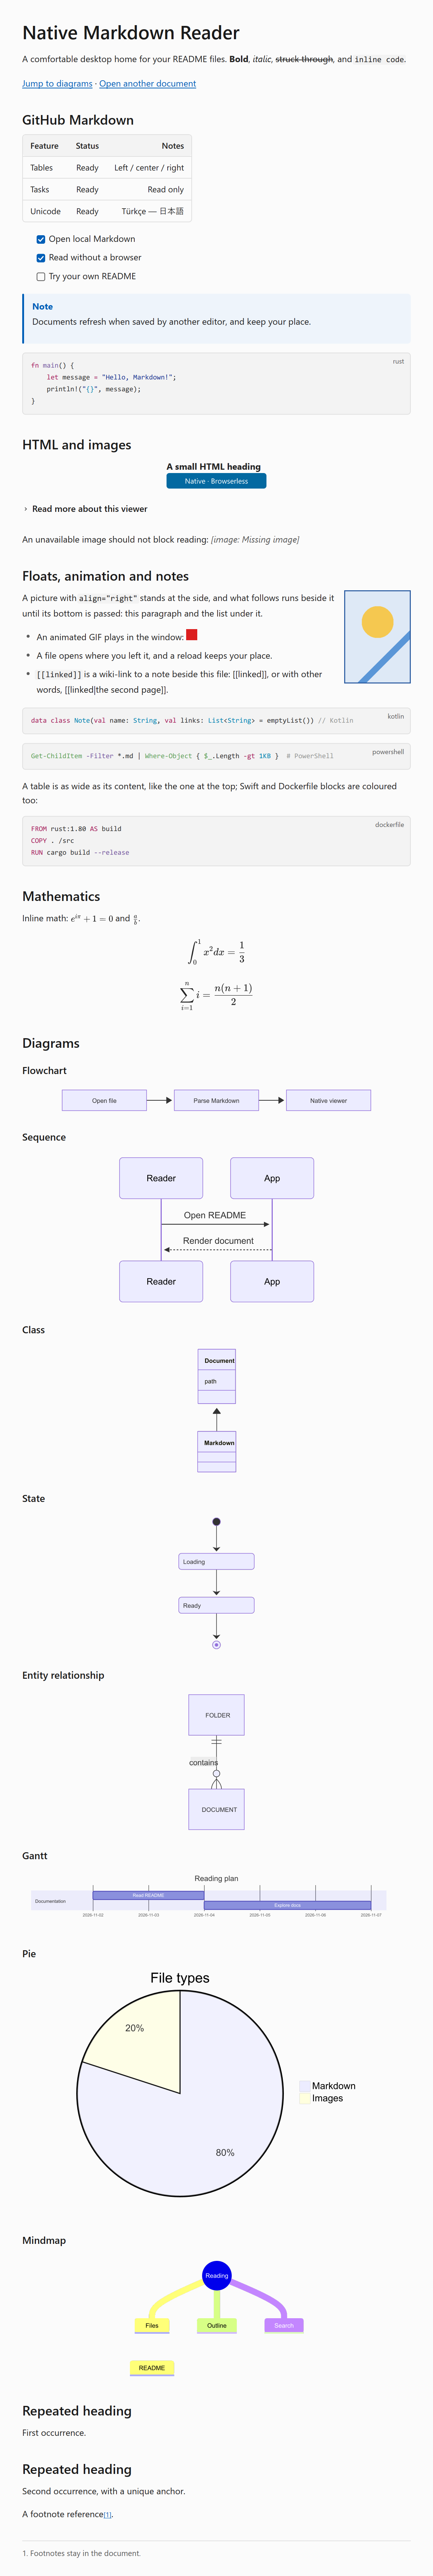 Native Markdown Reader
A comfortable desktop home for your README files. Bold, italic, struck through, and inline code.
Jump to diagrams · Open another document
GitHub Markdown
Feature Status Notes
Tables Ready Left / center / right
Tasks Ready Read only
Unicode Ready Türkçe — 日本語
Open local Markdown
Read without a browser
Try your own README
Note
Documents refresh when saved by another editor, and keep your place.
rust
fn main() {
let message = "Hello, Markdown!";
println!("{}", message);
}
HTML and images
A small HTML heading
Native · Browserless
Read more about this viewer
An unavailable image should not block reading: [image: Missing image]
Floats, animation and notes
A picture with align="right" stands at the side, and what follows runs beside it
until its bottom is passed: this paragraph and the list under it.
An animated GIF plays in the window:
A file opens where you left it, and a reload keeps your place.
[[linked]] is a wiki-link to a note beside this file: [[linked]], or with other
words, [[linked|the second page]].
kotlin
data class Note(val name: String, val links: List<String> = emptyList()) // Kotlin
powershell
Get-ChildItem -Filter *.md | Where-Object { $_.Length -gt 1KB } # PowerShell
A table is as wide as its content, like the one at the top; Swift and Dockerfile blocks are coloured
too:
dockerfile
FROM rust:1.80 AS build
COPY . /src
RUN cargo build --release
Mathematics
Inline math: e^{iπ} + 1 = 0 and a/b.
∫_0^1 x^2 dx = 1/3
∑_{i=1}^n i = n(n + 1)/2
Diagrams
Flowchart
Open file Parse Markdown Native viewer
Sequence
Reader App
Open README
Render document
Reader App
Class
Document
path
Markdown
State
Loading
Ready
Entity relationship
FOLDER
contains
DOCUMENT
Gantt
Reading plan
Documentation
Read README
Explore docs
2026-11-02 2026-11-03 2026-11-04 2026-11-05 2026-11-06 2026-11-07
Pie
File types
20%
80%
Markdown
Images
Mindmap
Reading
Files Outline Search
README
Repeated heading
First occurrence.
Repeated heading
Second occurrence, with a unique anchor.
A footnote reference[1].
1. Footnotes stay in the document.